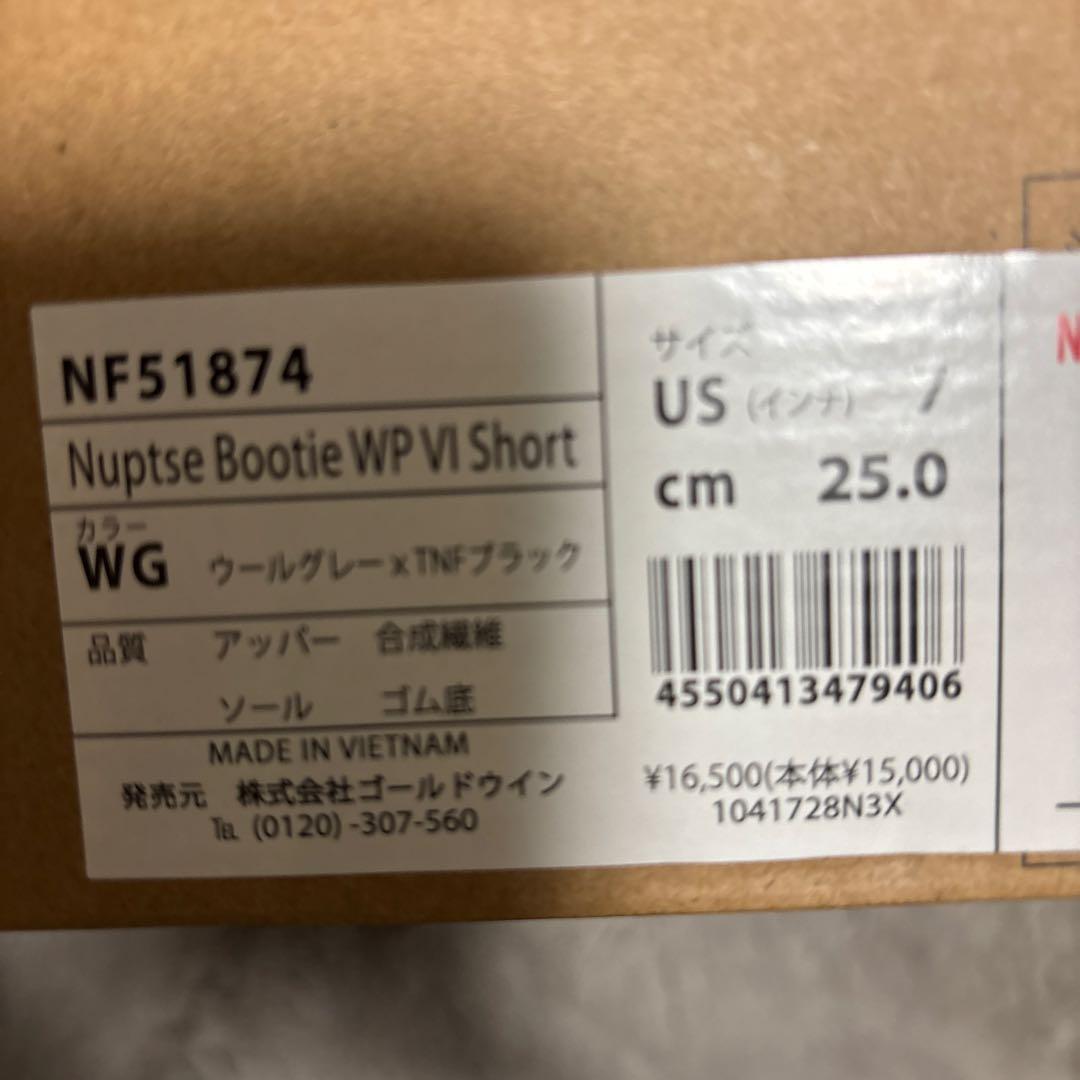 NF51874
Nuptse Bootie WP VI Short
カラー
WG ウールグレー×TNFブラック
品質 アッパー 合成繊維
ソール ゴム底
MADE IN VIETNAM
発売元 株式会社ゴールドウイン
℡ (0120)-307-560
サイズ
US (インチ) 7
cm 25.0
4550413479406
¥16,500(本体¥15,000)
1041728N3X
N